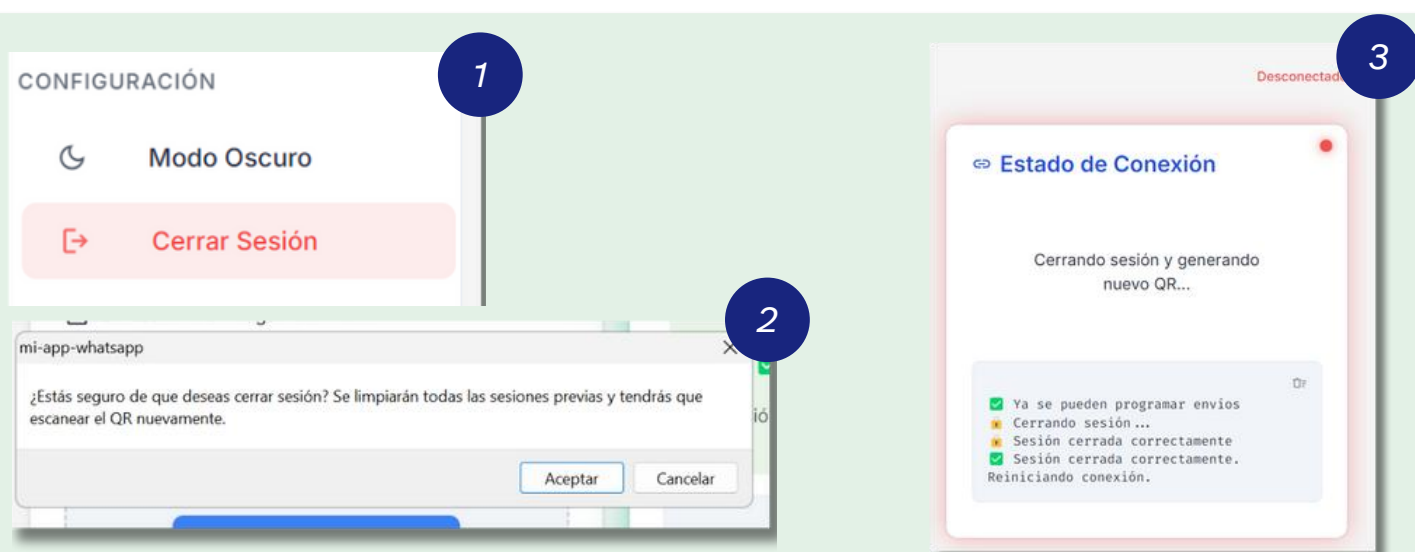 1
CONFIGURACIÓN
Modo Oscuro
Cerrar Sesión
2
mi-app-whatsapp
¿Estás seguro de que deseas cerrar sesión? Se limpiarán todas las sesiones previas y tendrás que
escanear el QR nuevamente.
Aceptar
Cancelar
ió
3
Desconectad
Estado de Conexión
Cerrando sesión y generando
nuevo QR...
Ya se pueden programar envios
Cerrando sesión...
Sesión cerrada correctamente
Sesión cerrada correctamente.
Reiniciando conexión.